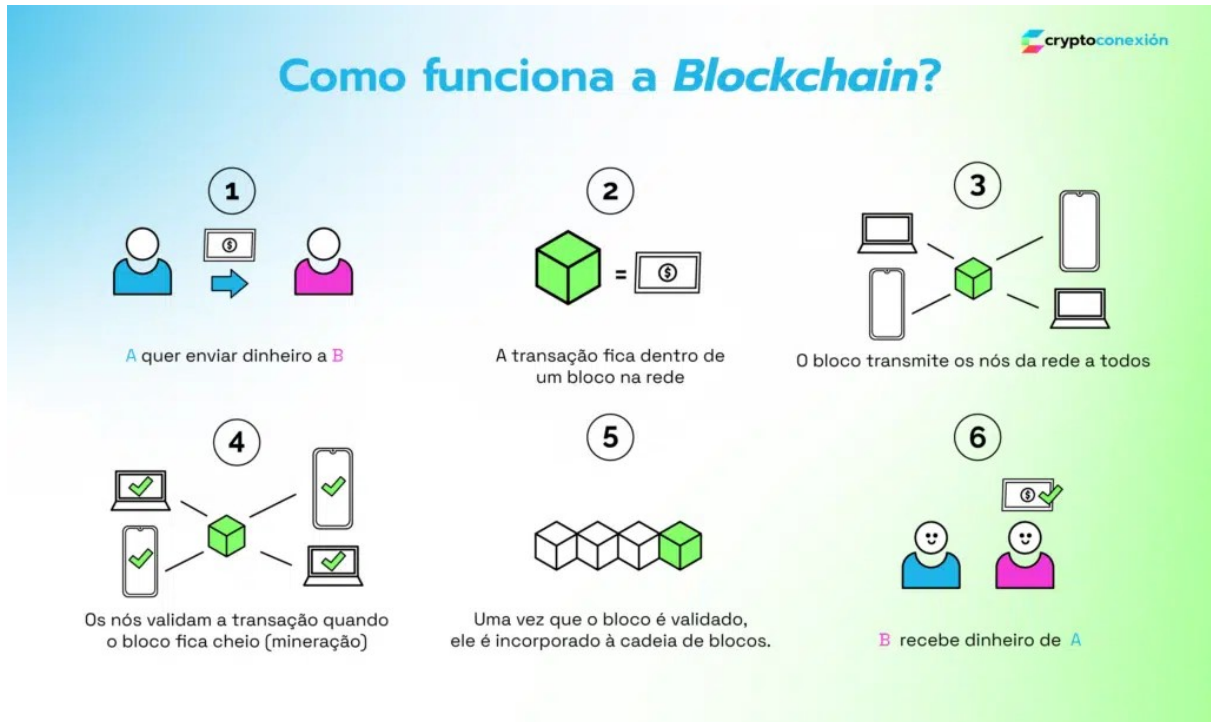 cryptoconexión
Como funciona a Blockchain?
1
2
3
A quer enviar dinheiro a B
=
A transação fica dentro de
um bloco na rede
O bloco transmite os nós da rede a todos
4
5
6
Os nós validam a transação quando
o bloco fica cheio (mineração)
Uma vez que o bloco é validado,
ele é incorporado à cadeia de blocos.
B recebe dinheiro de A